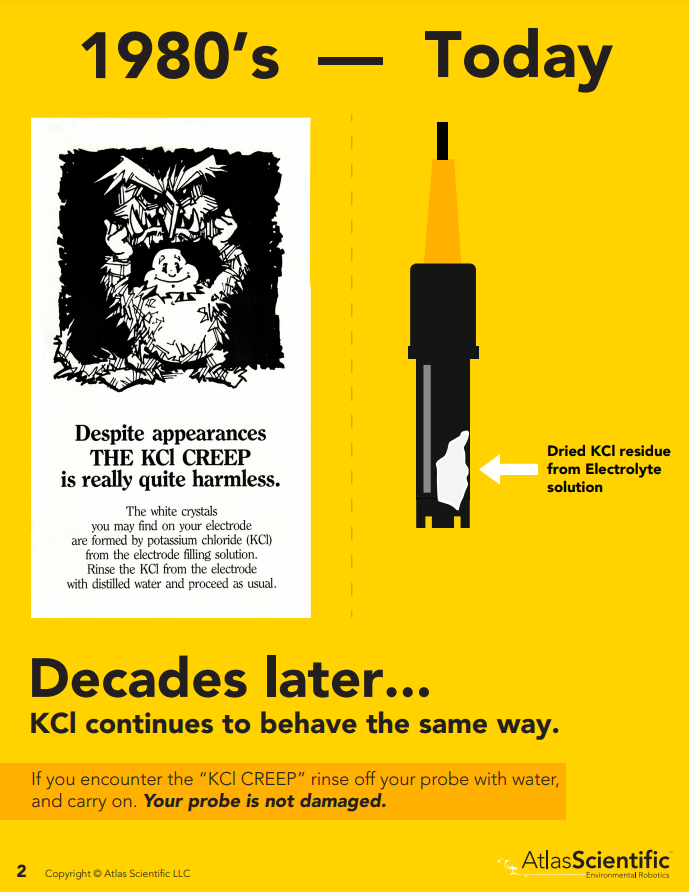 1980’s — Today
Despite appearances
THE KCl CREEP
is really quite harmless.
The white crystals
you may find on your electrode
are formed by potassium chloride (KCl)
from the electrode filling solution.
Rinse the KCl from the electrode
with distilled water and proceed as usual.
Dried KCl residue
from Electrolyte
solution
Decades later...
KCl continues to behave the same way.
If you encounter the “KCl CREEP” rinse off your probe with water,
and carry on. Your probe is not damaged.
2 Copyright © Atlas Scientific LLC
AtlasScientific
Environmental Robotics